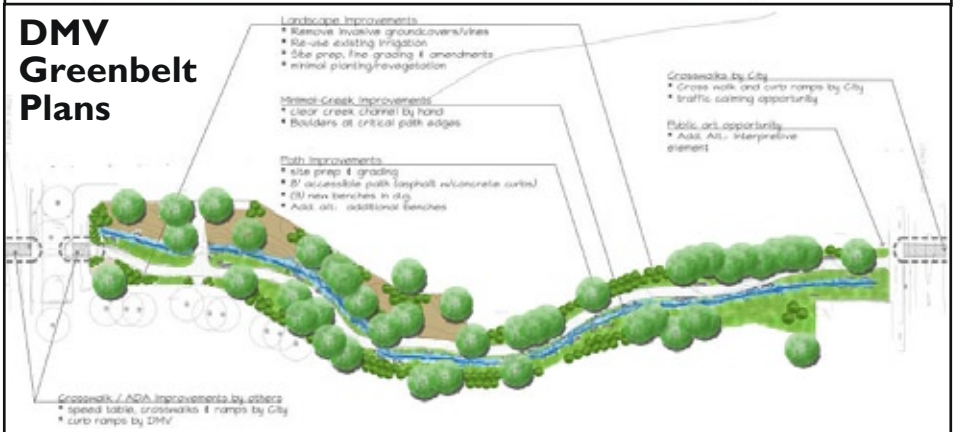 DMV
Greenbelt
Plans
Landscape Improvements
* Remove invasive groundcovers/vines
* Re-use existing irrigation
* Site prep, fine grading & amendments
* minimal planting/revegetation
Minimal Creek Improvements
* clear creek channel by hand
* Boulders at critical path edges
Path Improvements
* site prep & grading
* 8' accessible path (asphalt w/concrete curbs)
* (3) new benches in d.g.
* Add. alt.: additional benches
Crosswalks by City
* Cross walk and curb ramps by City
* traffic calming opportunity
Public art opportunity
* Add. Alt.: Interpretive
element
Crosswalk / ADA Improvements by others
* speed table, crosswalks & ramps by City
* curb ramps by DMV